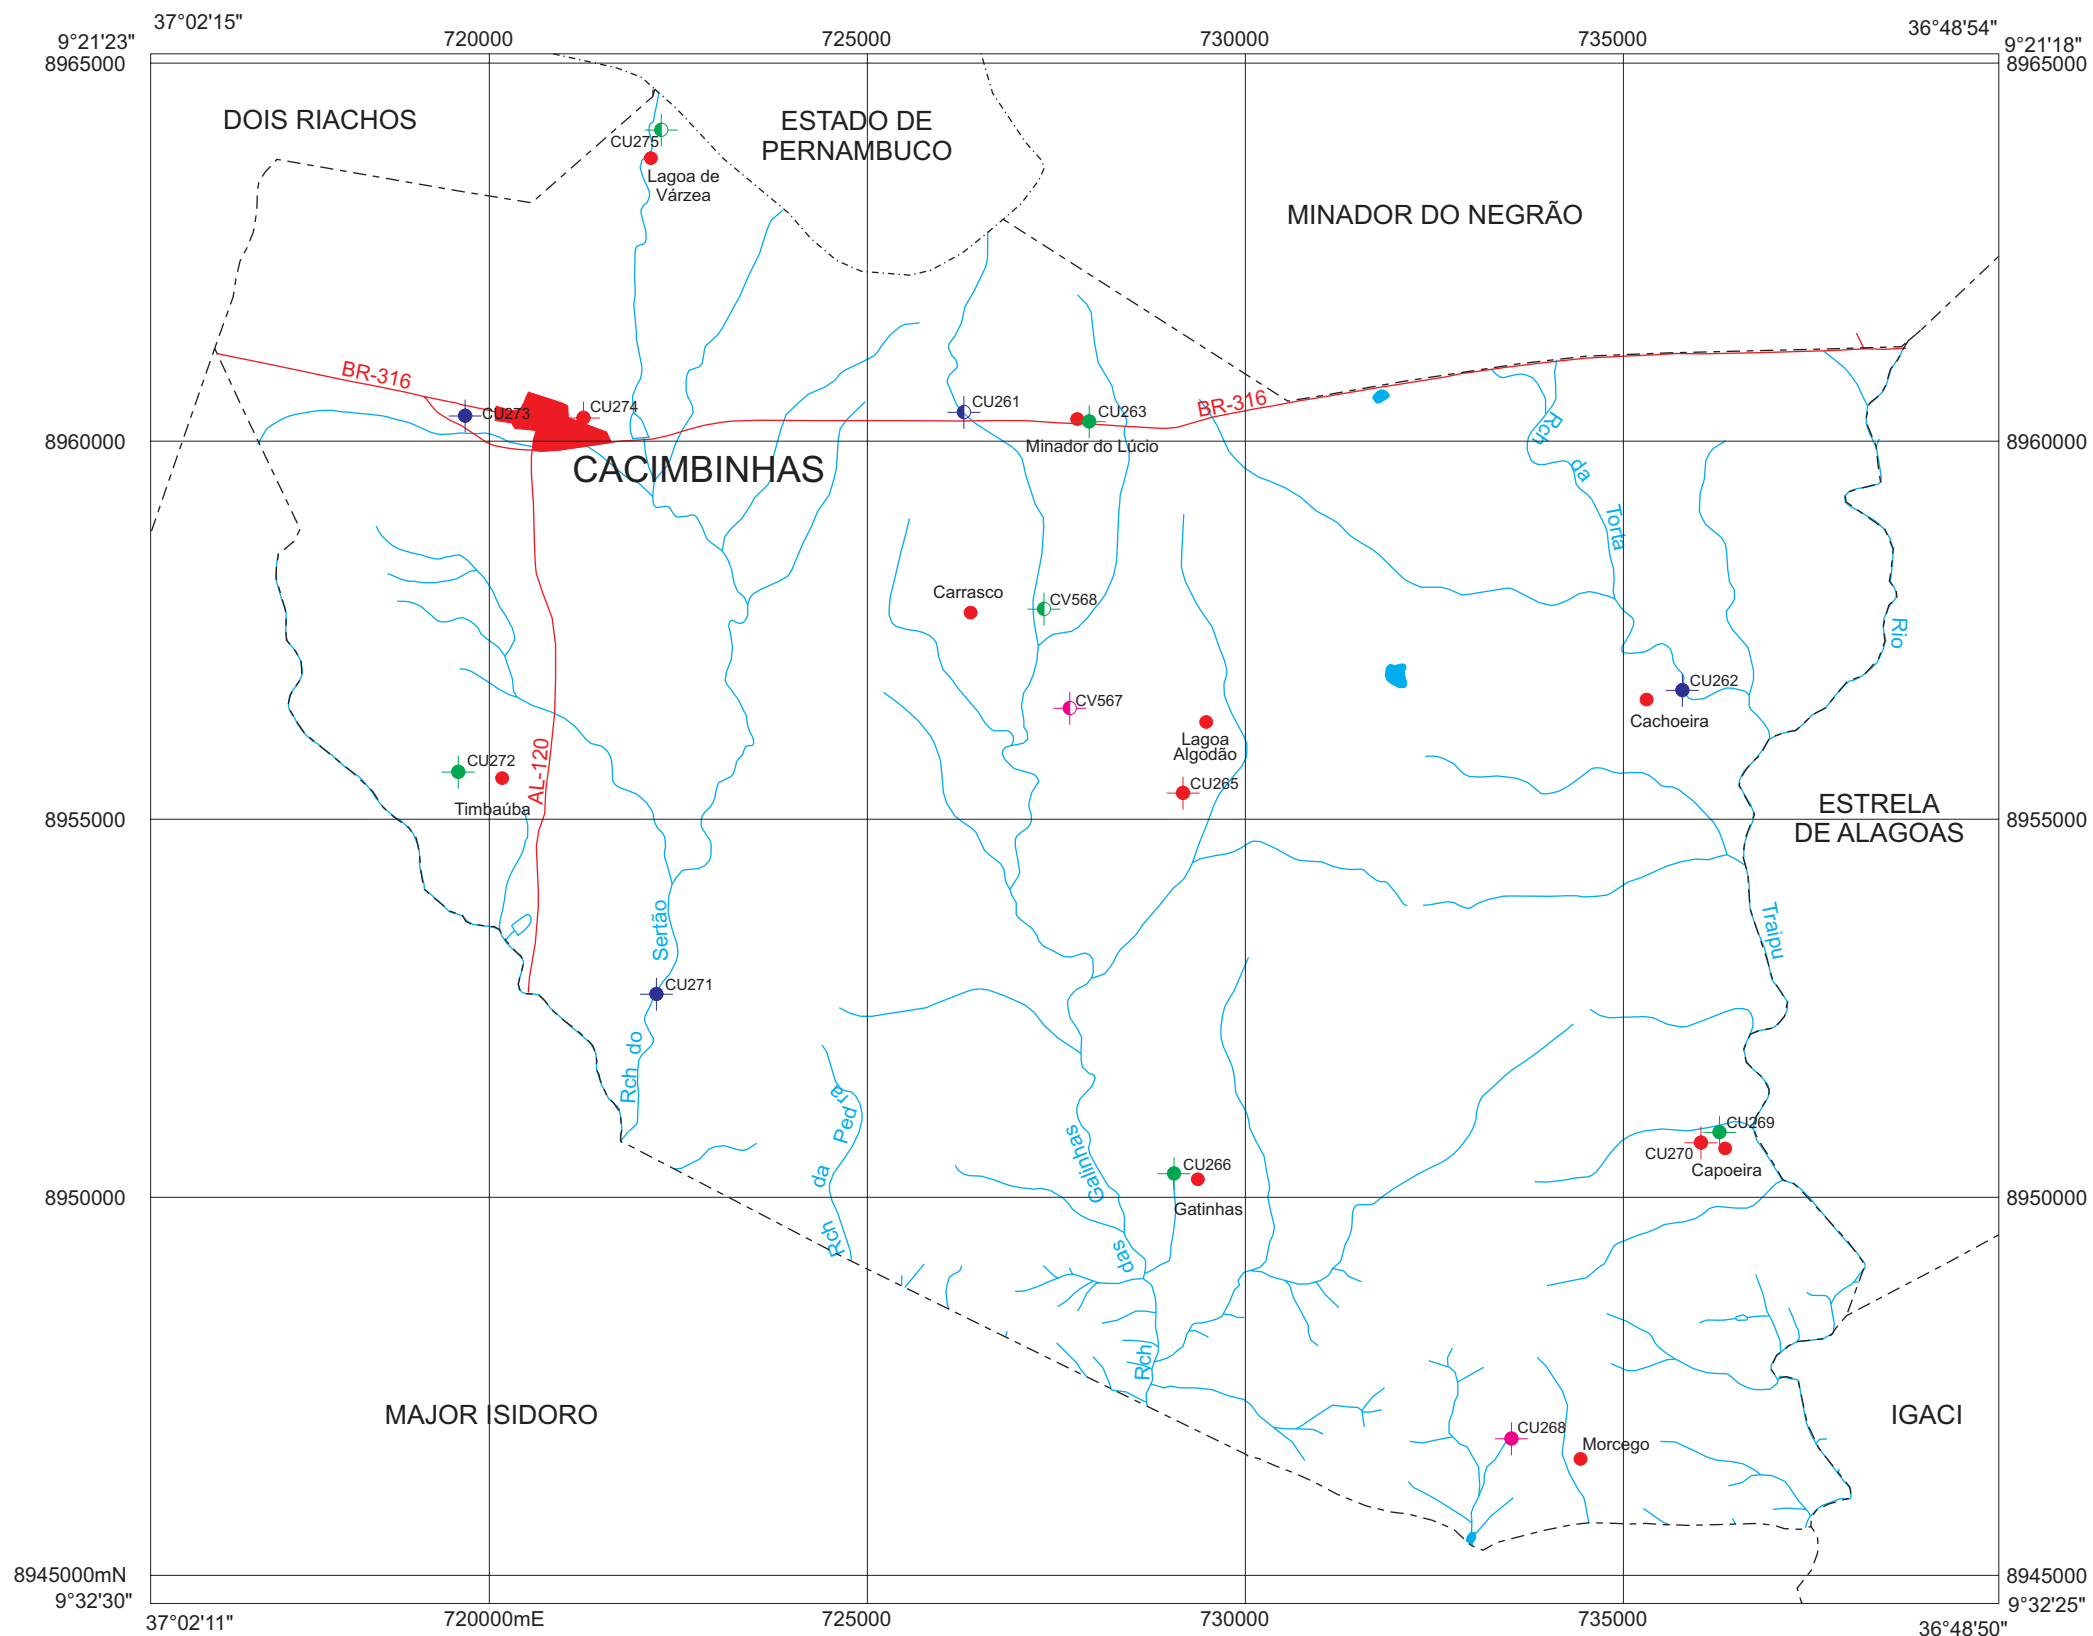 37°02'15"
36°48'54"
9°21'23"
720000
725000
730000
735000
9°21'18"
8965000
8965000
DOIS RIACHOS
ESTADO DE
PERNAMBUCO
CU275
Lagoa de
Várzea
MINADOR DO NEGRÃO
BR-316
CU273
CU274
CU261
CU263
BR-316
Minador do Lúcio
Rch
da
Torta
8960000
8960000
CACIMBINHAS
Carrasco
CV568
Rio
CV567
CU262
Cachoeira
Lagoa
Algodão
CU272
Timbaúba
AL-120
CU265
8955000
8955000
ESTRELA
DE ALAGOAS
Sertão
Traipu
CU271
Rch do
Rch da Pedra
Galinhas
CU269
CU270
Capoeira
CU266
Gatinhas
8950000
8950000
das
Rch
MAJOR ISIDORO
IGACI
CU268
Morcego
8945000mN
8945000
9°32'30"
9°32'25"
720000mE
725000
730000
735000
37°02'11"
36°48'50"